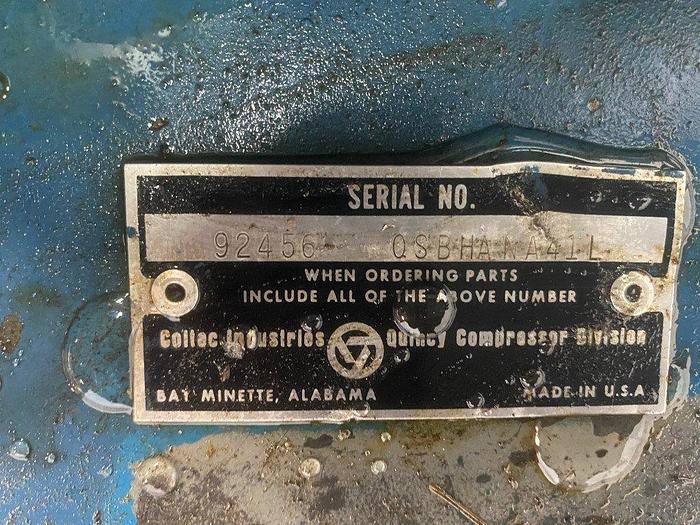 SERIAL NO.
92456 QSBHANA41L
WHEN ORDERING PARTS
INCLUDE ALL OF THE ABOVE NUMBER
Coltec Industries Quincy Compressor Division
BAY MINETTE, ALABAMA MADE IN U.S.A